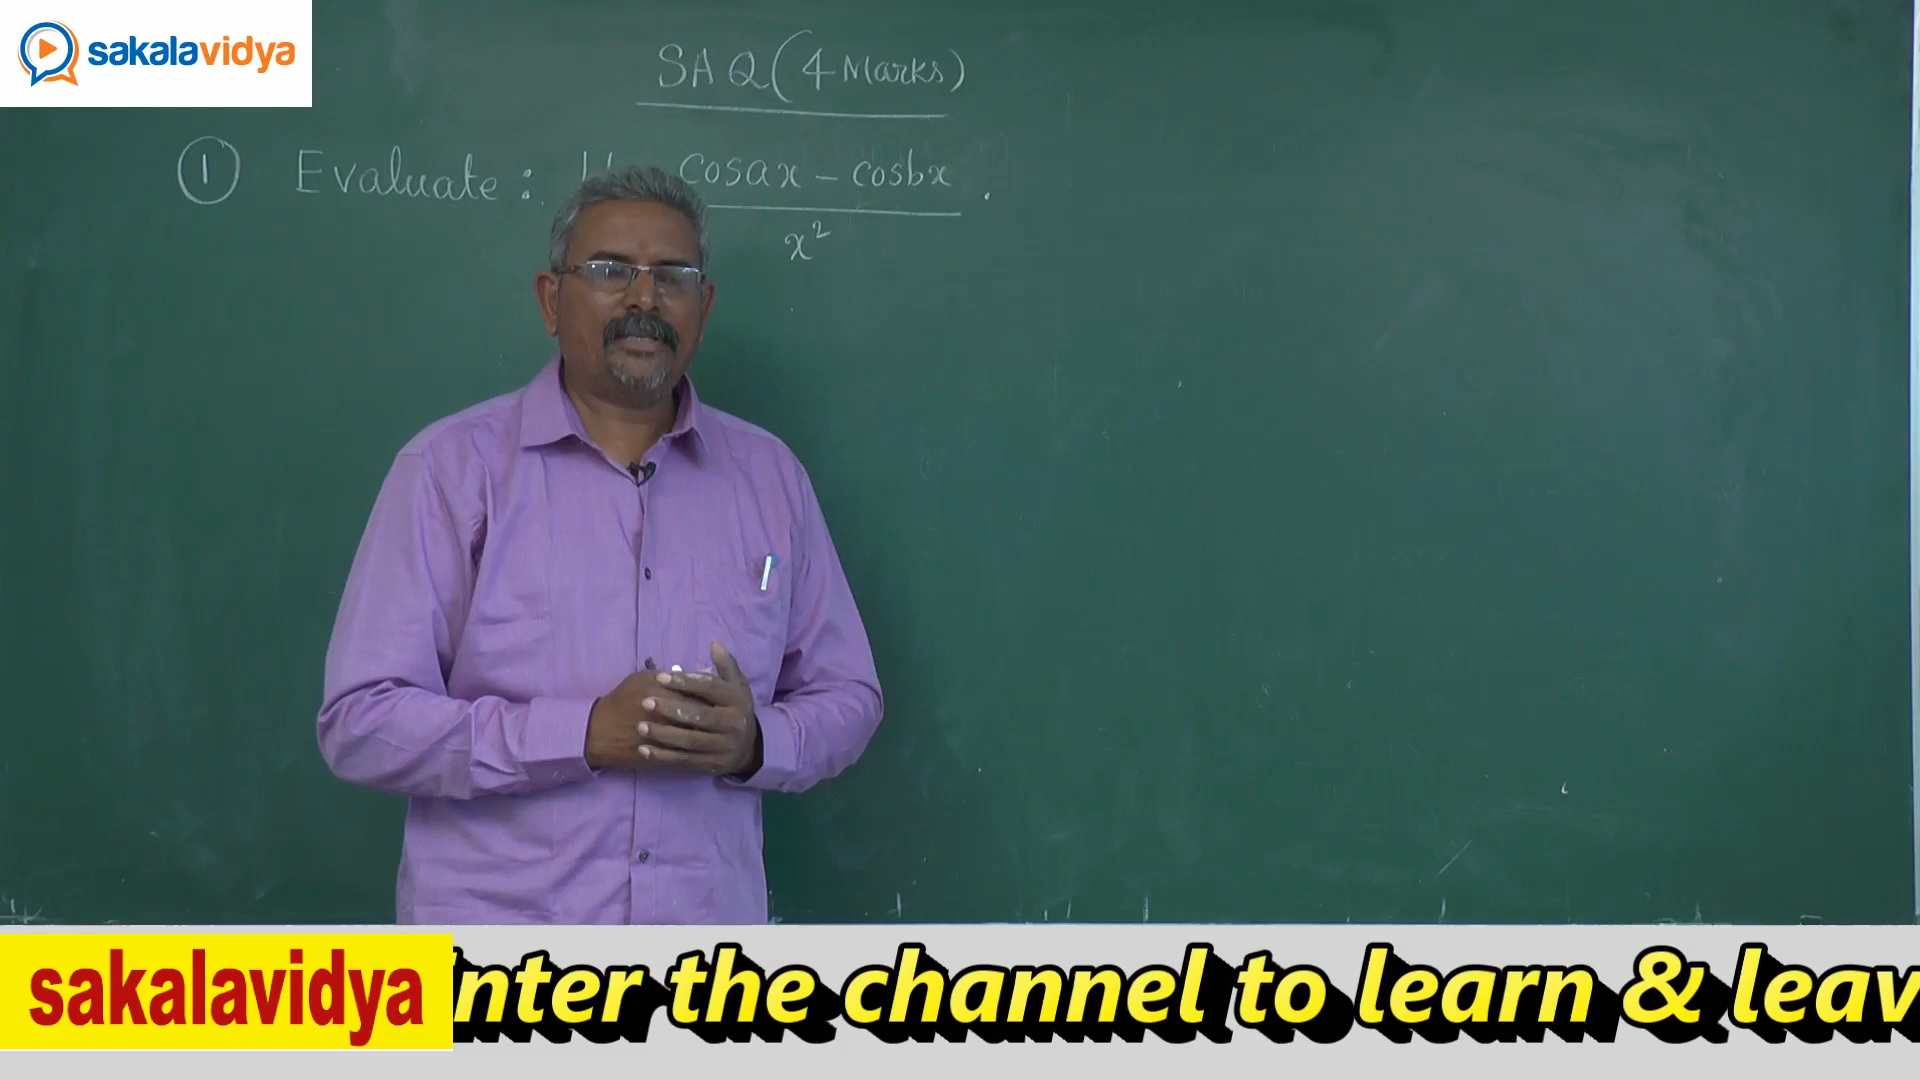 sakalavidya
SAQ (4 Marks)
① Evaluate : cosax - cosbx .
x²
sakalavidya
nter the channel to learn & leav